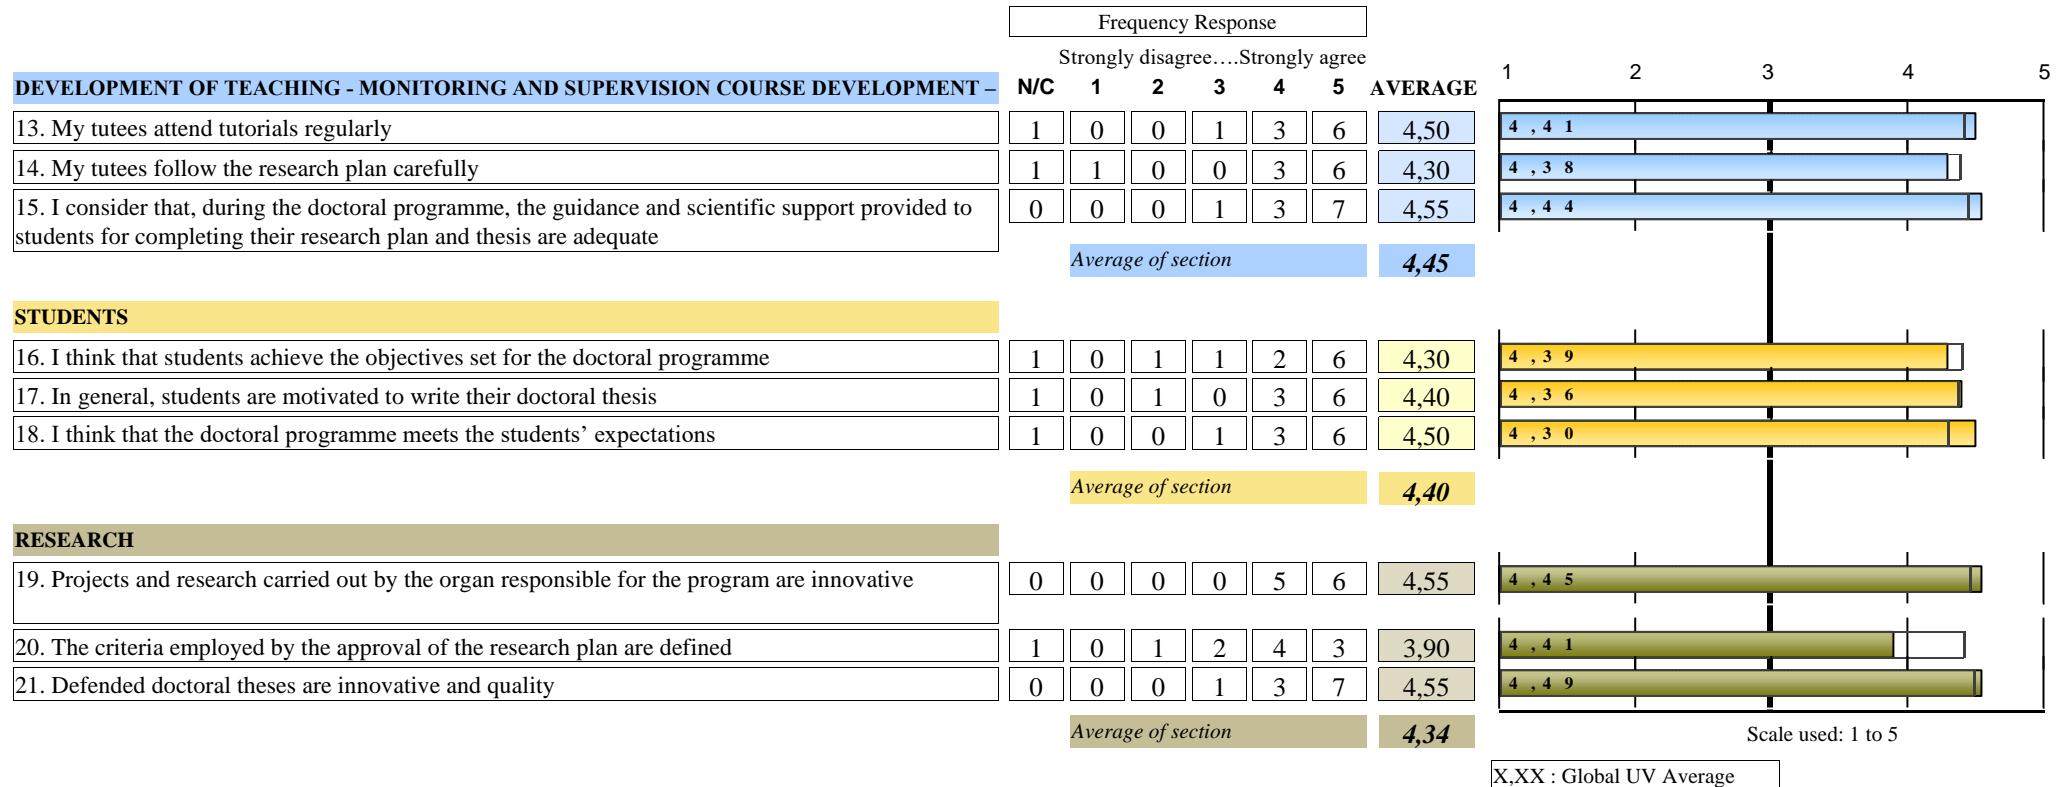 Frequency Response
Strongly disagree….Strongly agree
DEVELOPMENT OF TEACHING - MONITORING AND SUPERVISION COURSE DEVELOPMENT – N/C 1 2 3 4 5 AVERAGE 1 2 3 4 5
13. My tutees attend tutorials regularly 1 0 0 1 3 6 4,50 4,41
14. My tutees follow the research plan carefully 1 1 0 0 3 6 4,30 4,38
15. I consider that, during the doctoral programme, the guidance and scientific support provided to 0 0 0 1 3 7 4,55 4,44
students for completing their research plan and thesis are adequate
Average of section 4,45
STUDENTS
16. I think that students achieve the objectives set for the doctoral programme 1 0 1 1 2 6 4,30 4,39
17. In general, students are motivated to write their doctoral thesis 1 0 1 0 3 6 4,40 4,36
18. I think that the doctoral programme meets the students’ expectations 1 0 0 1 3 6 4,50 4,30
Average of section 4,40
RESEARCH
19. Projects and research carried out by the organ responsible for the program are innovative 0 0 0 0 5 6 4,55 4,45
20. The criteria employed by the approval of the research plan are defined 1 0 1 2 4 3 3,90 4,41
21. Defended doctoral theses are innovative and quality 0 0 0 1 3 7 4,55 4,49
Average of section 4,34 Scale used: 1 to 5
X,XX : Global UV Average